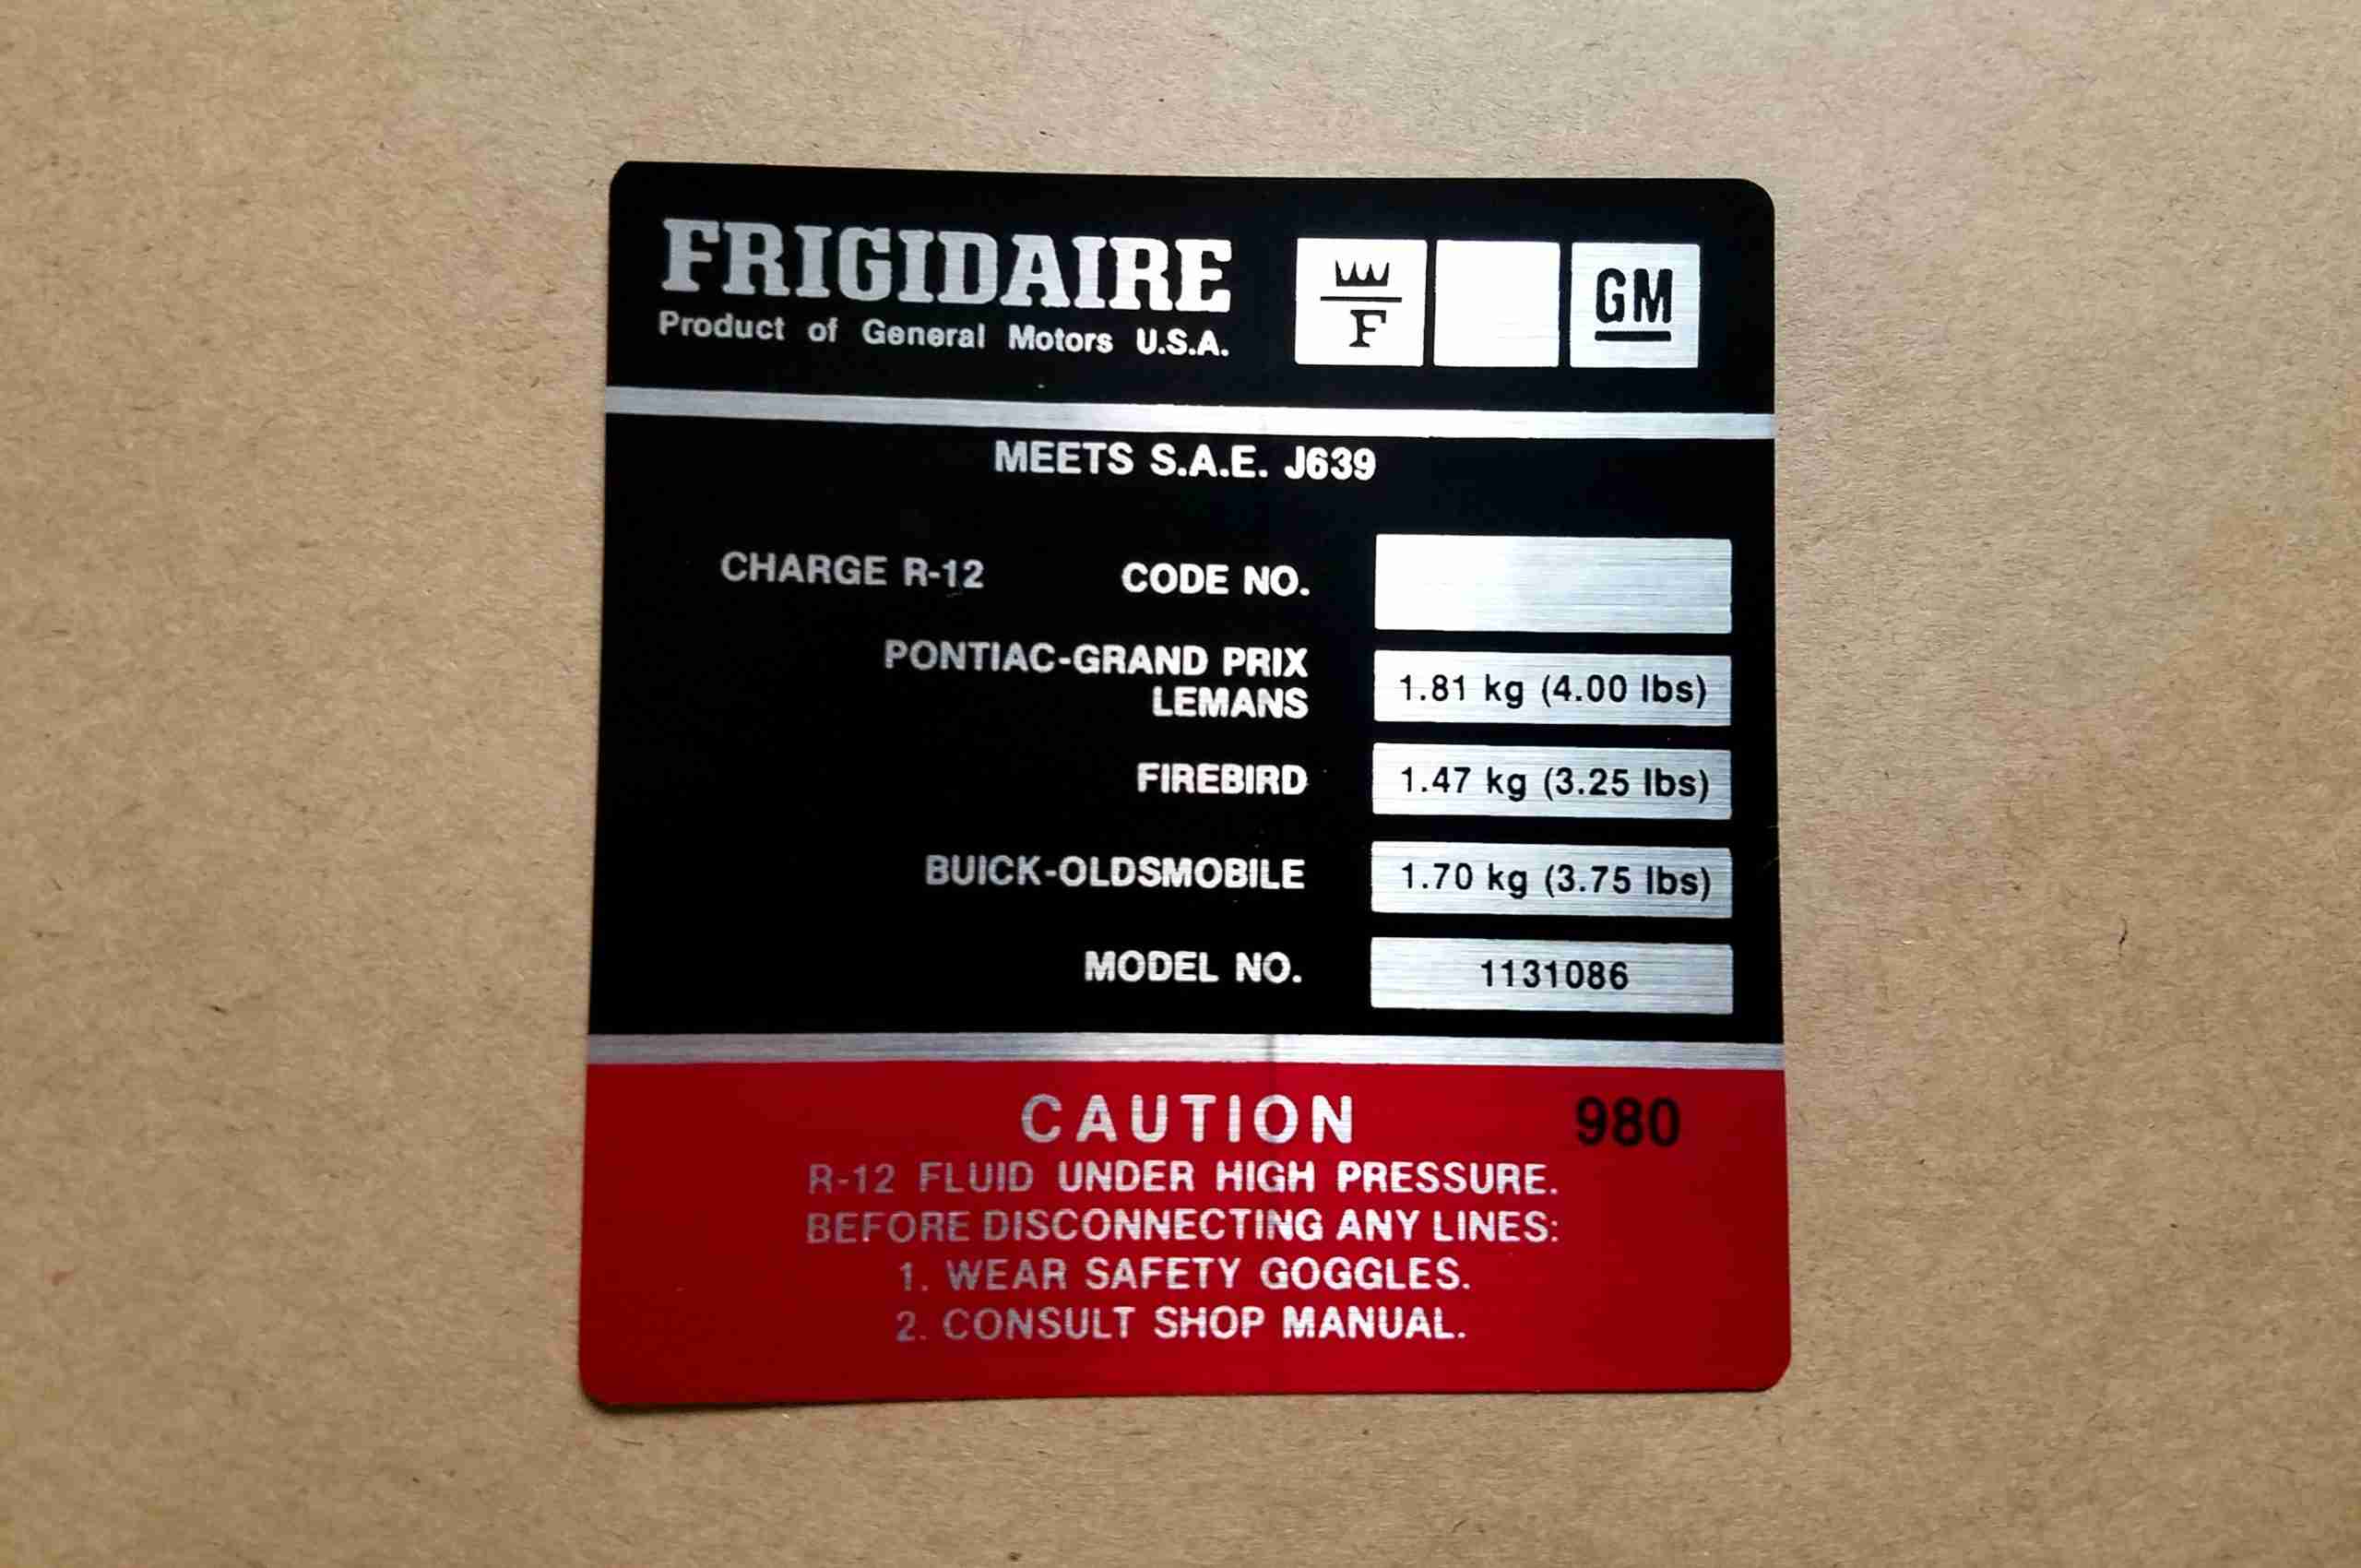 FRIGIDAIRE
Product of General Motors U.S.A.
F
GM
MEETS S.A.E. J639
CHARGE R-12 CODE NO.
PONTIAC-GRAND PRIX
LEMANS 1.81 kg (4.00 lbs)
FIREBIRD 1.47 kg (3.25 lbs)
BUICK-OLDSMOBILE 1.70 kg (3.75 lbs)
MODEL NO. 1131086
CAUTION 980
R-12 FLUID UNDER HIGH PRESSURE.
BEFORE DISCONNECTING ANY LINES:
1. WEAR SAFETY GOGGLES.
2. CONSULT SHOP MANUAL.